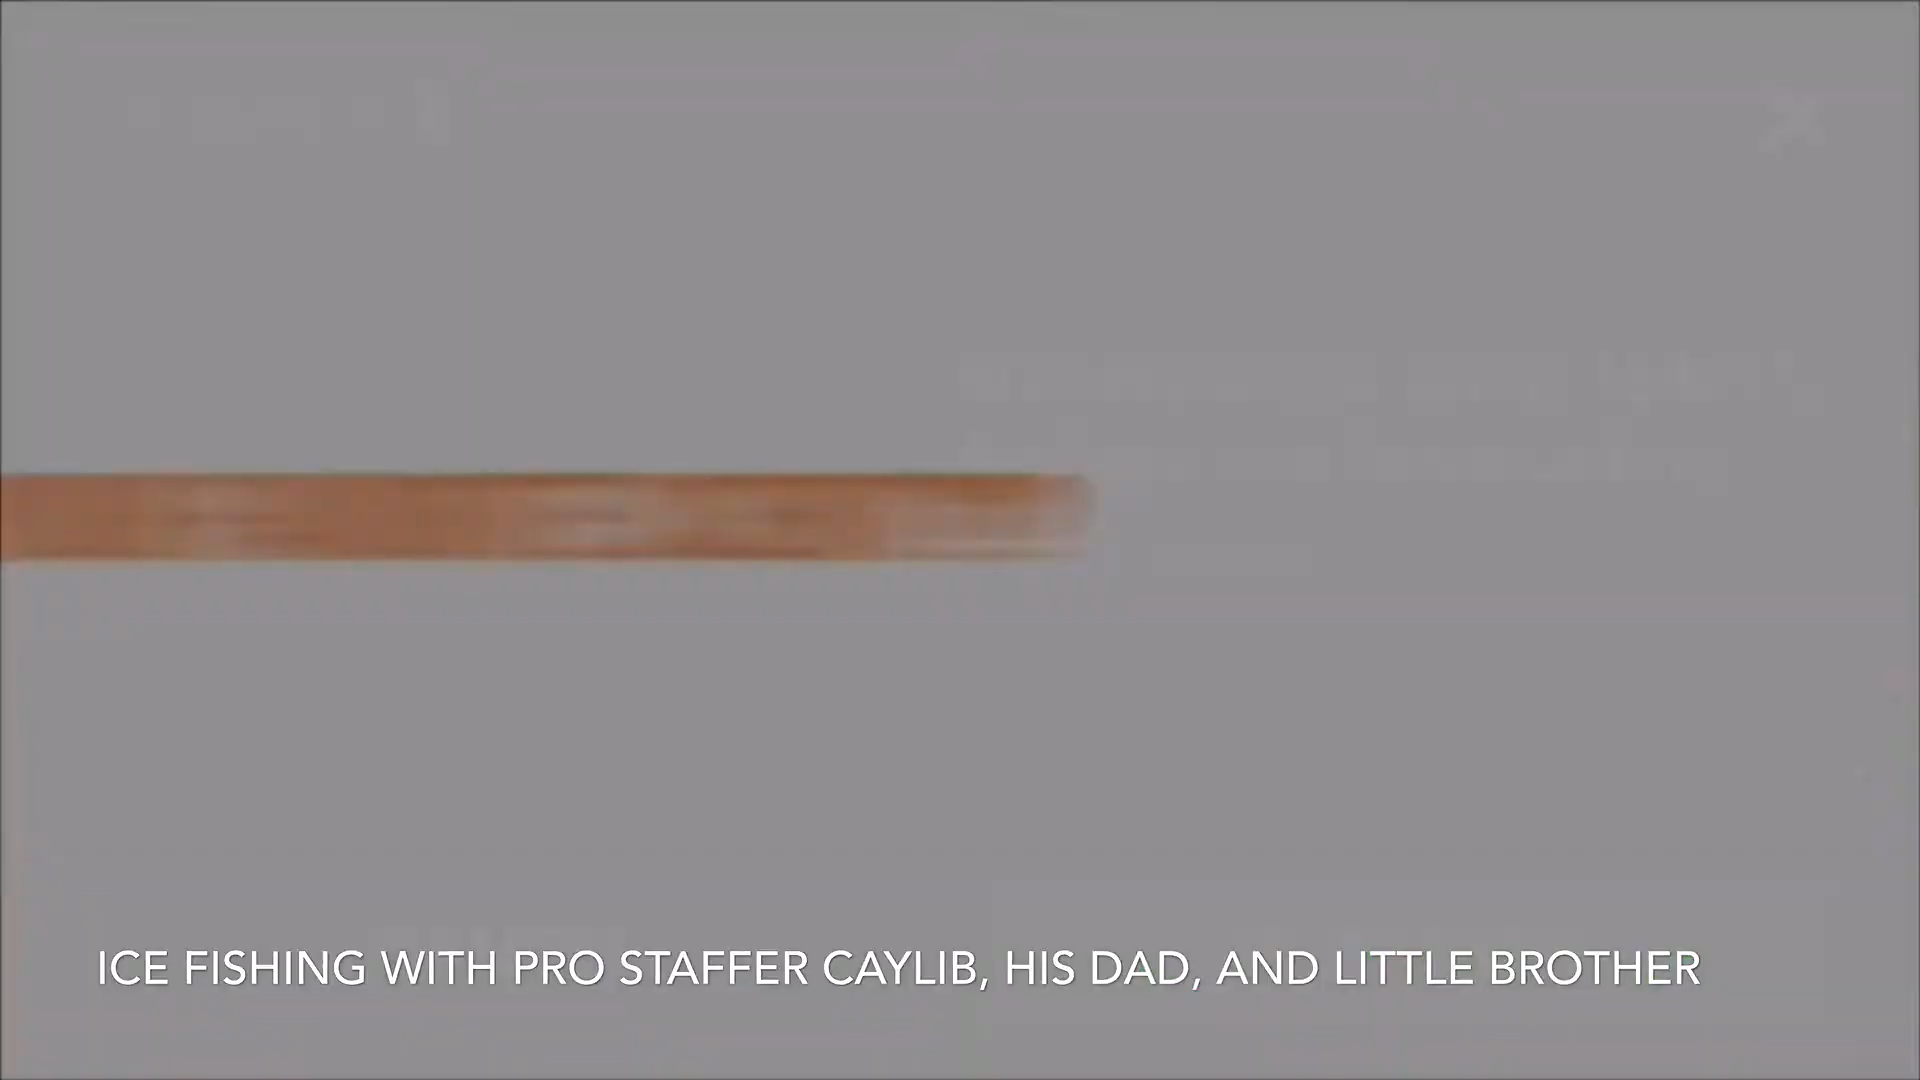 ICE FISHING WITH PRO STAFFER CAYLIB, HIS DAD, AND LITTLE BROTHER